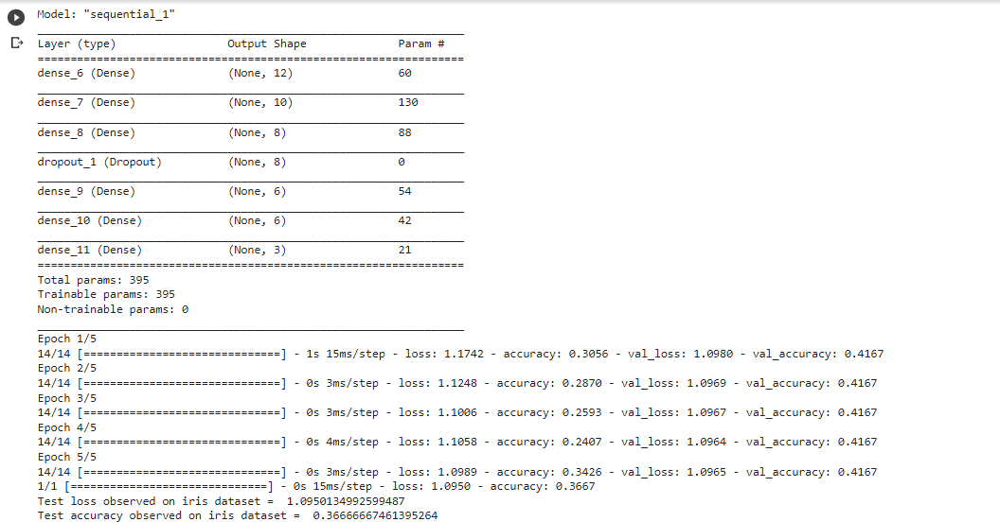 Model: "sequential_1"
Layer (type) Output Shape Param #
dense_6 (Dense) (None, 12) 60
dense_7 (Dense) (None, 10) 130
dense_8 (Dense) (None, 8) 88
dropout_1 (Dropout) (None, 8) 0
dense_9 (Dense) (None, 6) 54
dense_10 (Dense) (None, 6) 42
dense_11 (Dense) (None, 3) 21
Total params: 395
Trainable params: 395
Non-trainable params: 0
Epoch 1/5
14/14 [==============================] - 1s 15ms/step - loss: 1.1742 - accuracy: 0.3056 - val_loss: 1.0980 - val_accuracy: 0.4167
Epoch 2/5
14/14 [==============================] - 0s 3ms/step - loss: 1.1248 - accuracy: 0.2870 - val_loss: 1.0969 - val_accuracy: 0.4167
Epoch 3/5
14/14 [==============================] - 0s 3ms/step - loss: 1.1006 - accuracy: 0.2593 - val_loss: 1.0967 - val_accuracy: 0.4167
Epoch 4/5
14/14 [==============================] - 0s 4ms/step - loss: 1.1058 - accuracy: 0.2407 - val_loss: 1.0964 - val_accuracy: 0.4167
Epoch 5/5
14/14 [==============================] - 0s 3ms/step - loss: 1.0989 - accuracy: 0.3426 - val_loss: 1.0965 - val_accuracy: 0.4167
1/1 [==============================] - 0s 15ms/step - loss: 1.0950 - accuracy: 0.3667
Test loss observed on iris dataset = 1.0950134992599487
Test accuracy observed on iris dataset = 0.36666667461395264